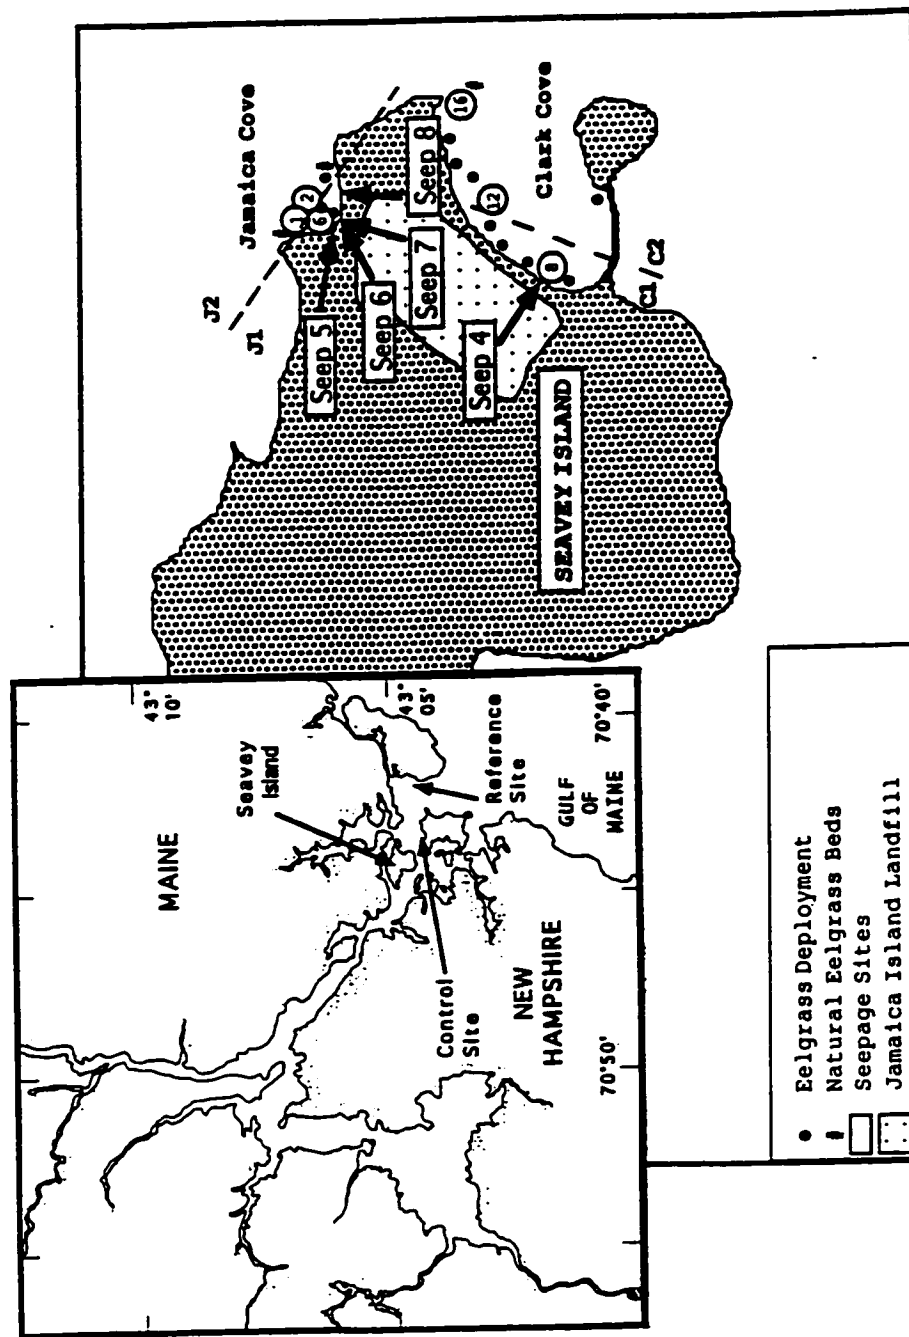 MAINE
43°
10'
Seavey
Island
43°
05'
Control
Site
Reference
Site
NEW
HAMPSHIRE
GULF
OF
MAINE
70°50'
70°40'
Jamaica Cove
J2
J1
1
2
6
Seep 5
Seep 6
Seep 7
Seep 8
16
12
Seep 4
8
Clark Cove
C1/C2
SEAVEY ISLAND
Eelgrass Deployment
Natural Eelgrass Beds
Seepage Sites
Jamaica Island Landfill